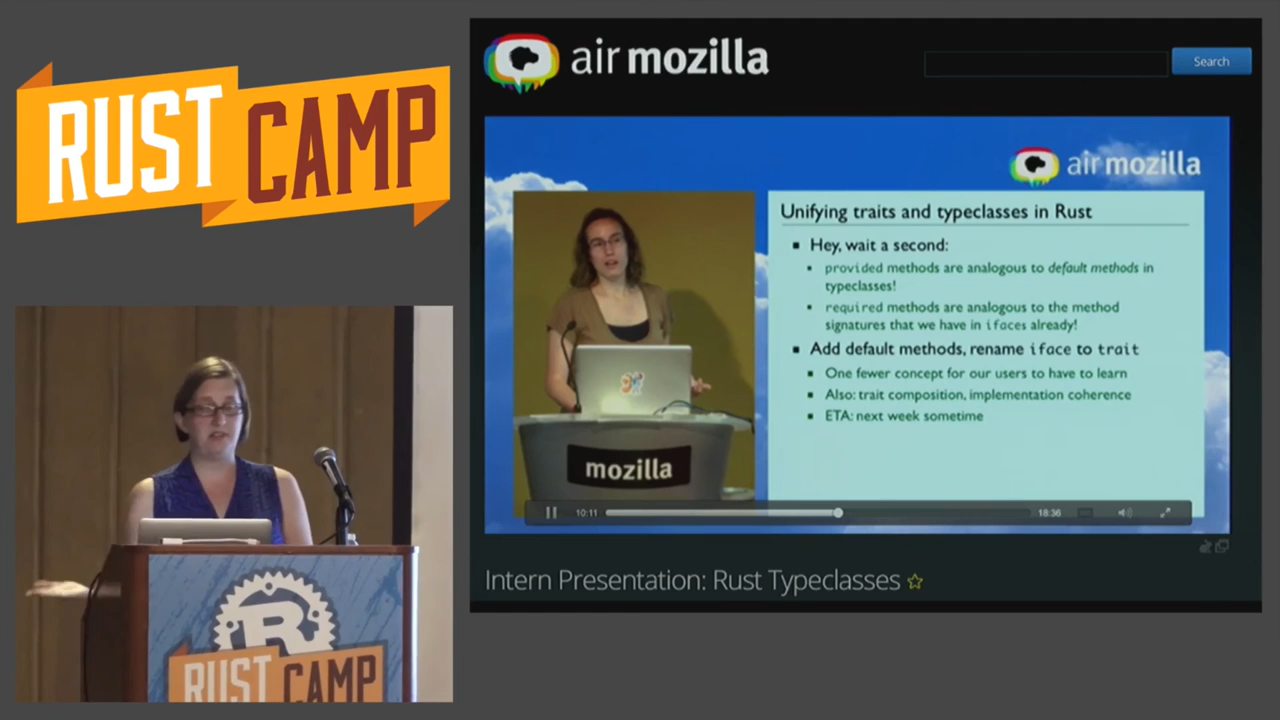 RUST CAMP
RUST CAMP
air mozilla
Search
air mozilla
Unifying traits and typeclasses in Rust
▪ Hey, wait a second:
▪ provided methods are analogous to default methods in
typeclasses!
▪ required methods are analogous to the method
signatures that we have in ifaces already!
▪ Add default methods, rename iface to trait
▪ One fewer concept for our users to have to learn
▪ Also: trait composition, implementation coherence
▪ ETA: next week sometime
mozilla
10:11
18:36
Intern Presentation: Rust Typeclasses